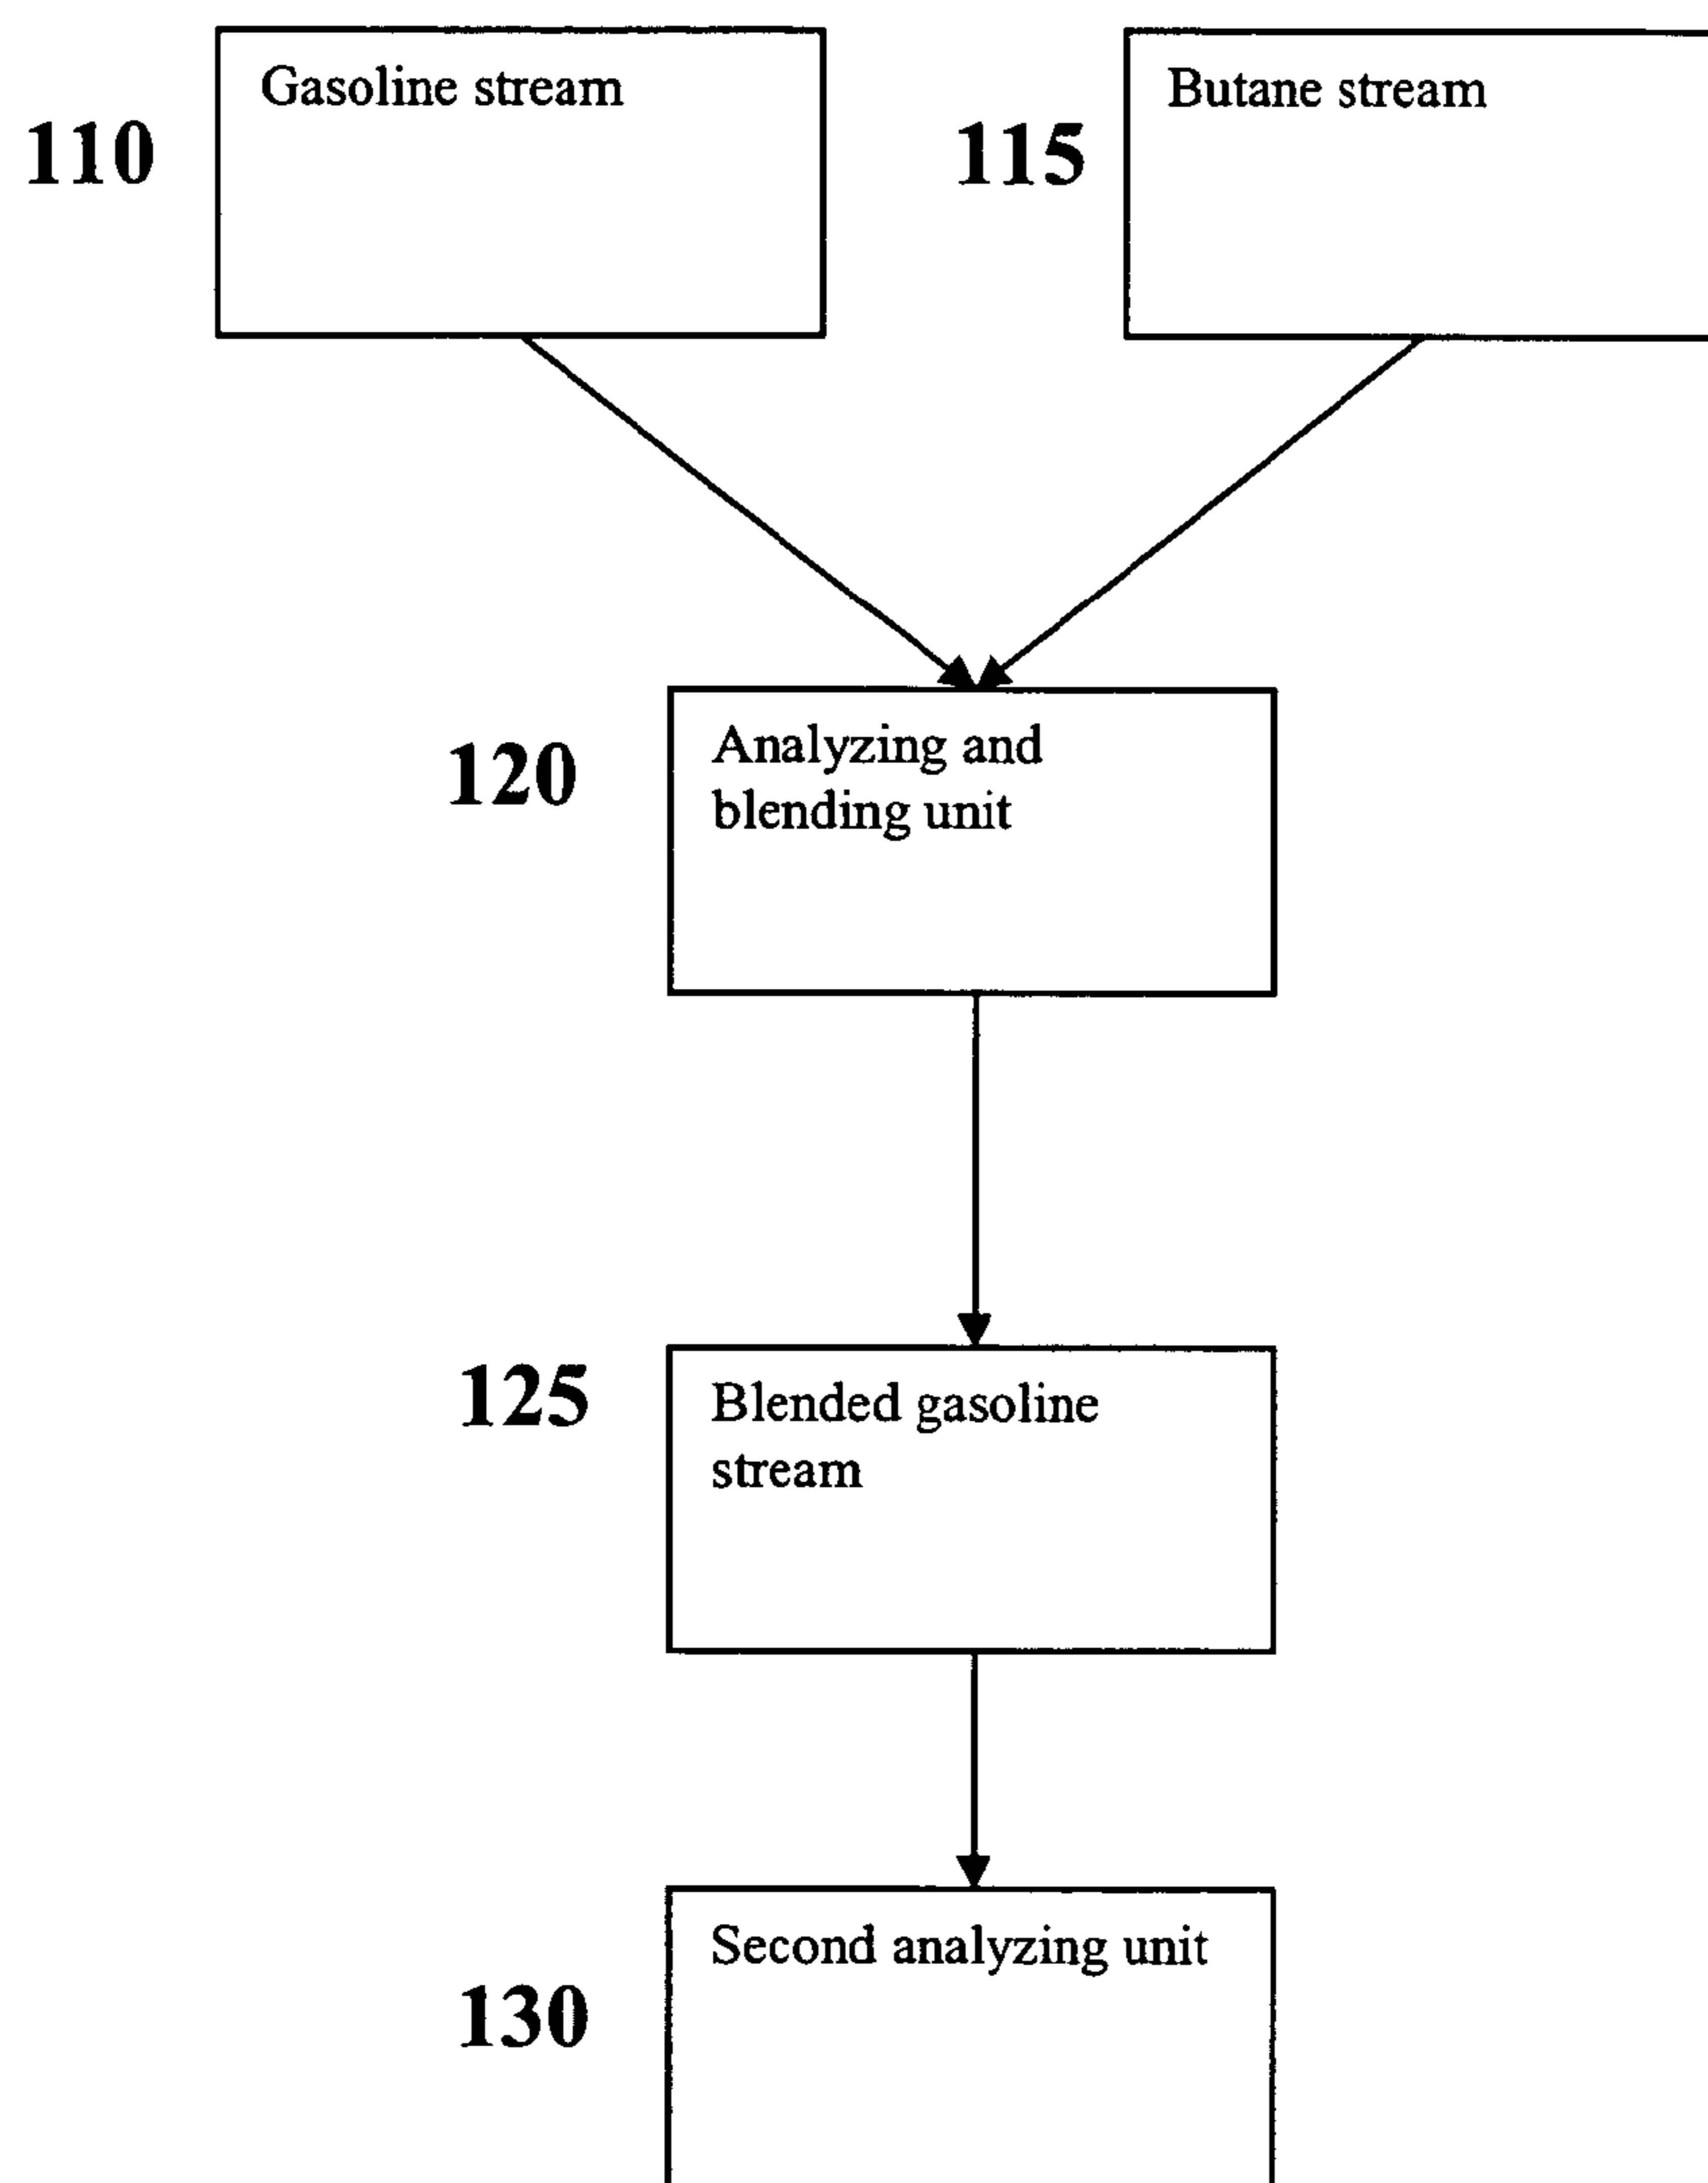 Gasoline stream
110
Butane stream
115
Analyzing and
blending unit
120
Blended gasoline
stream
125
Second analyzing unit
130